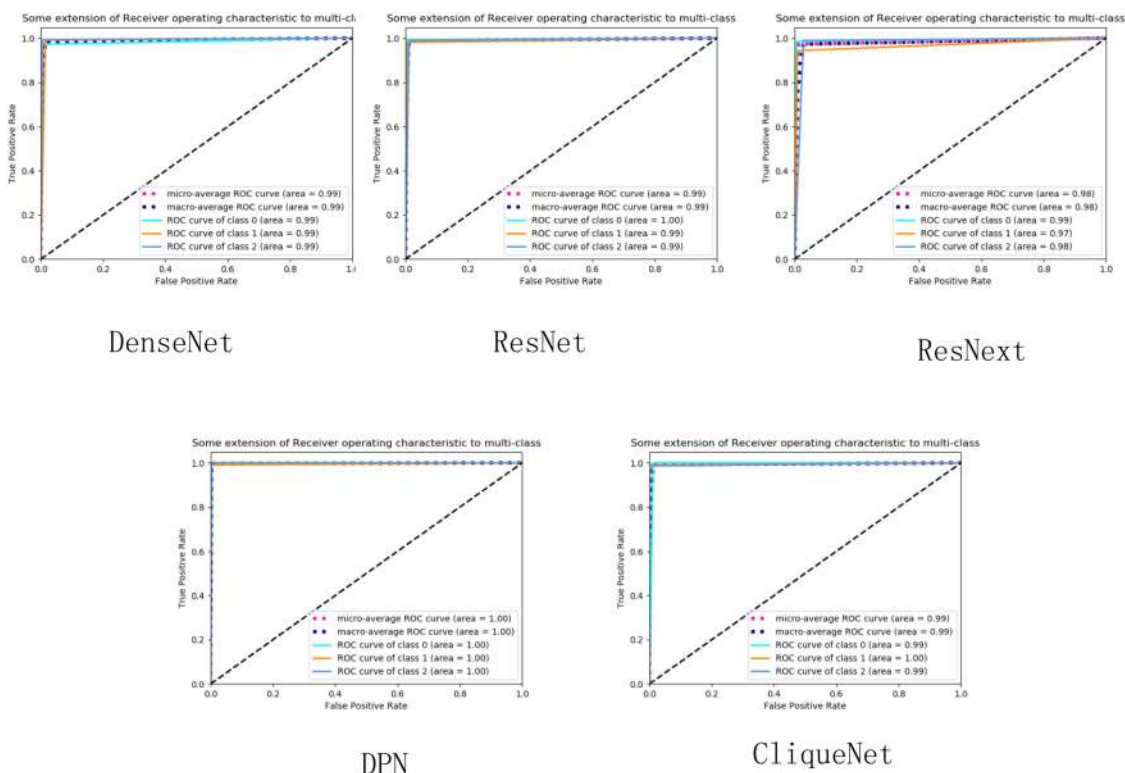 Some extension of Receiver operating characteristic to multi-cla
1.0
0.8
0.6
0.4
0.2
0.0
True Positive Rate
micro-average ROC curve (area = 0.99)
macro-average ROC curve (area = 0.99)
ROC curve of class 0 (area = 0.99)
ROC curve of class 1 (area = 0.99)
ROC curve of class 2 (area = 0.99)
0.0 0.2 0.4 0.6 0.8 1.0
False Positive Rate
DenseNet
Some extension of Receiver operating characteristic to multi-class
1.0
0.8
0.6
0.4
0.2
0.0
True Positive Rate
micro-average ROC curve (area = 0.99)
macro-average ROC curve (area = 0.99)
ROC curve of class 0 (area = 1.00)
ROC curve of class 1 (area = 0.99)
ROC curve of class 2 (area = 0.99)
0.0 0.2 0.4 0.6 0.8 1.0
False Positive Rate
ResNet
Some extension of Receiver operating characteristic to multi-class
1.0
0.8
0.6
0.4
0.2
0.0
True Positive Rate
micro-average ROC curve (area = 0.98)
macro-average ROC curve (area = 0.98)
ROC curve of class 0 (area = 0.99)
ROC curve of class 1 (area = 0.97)
ROC curve of class 2 (area = 0.98)
0.0 0.2 0.4 0.6 0.8 1.0
False Positive Rate
ResNext
Some extension of Receiver operating characteristic to multi-class
1.0
0.8
0.6
0.4
0.2
0.0
True Positive Rate
micro-average ROC curve (area = 1.00)
macro-average ROC curve (area = 1.00)
ROC curve of class 0 (area = 1.00)
ROC curve of class 1 (area = 1.00)
ROC curve of class 2 (area = 1.00)
0.0 0.2 0.4 0.6 0.8 1.0
False Positive Rate
DPN
Some extension of Receiver operating characteristic to multi-class
1.0
0.8
0.6
0.4
0.2
0.0
True Positive Rate
micro-average ROC curve (area = 0.99)
macro-average ROC curve (area = 0.99)
ROC curve of class 0 (area = 0.99)
ROC curve of class 1 (area = 1.00)
ROC curve of class 2 (area = 0.99)
0.0 0.2 0.4 0.6 0.8 1.0
False Positive Rate
CliqueNet